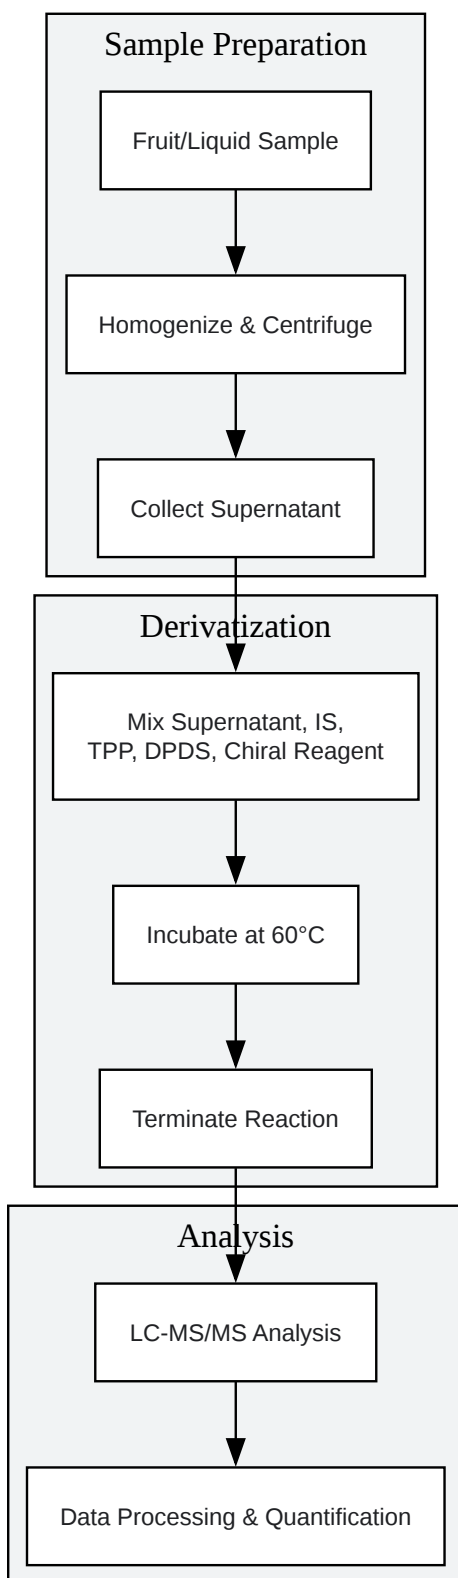 Sample Preparation
Fruit/Liquid Sample
Homogenize & Centrifuge
Collect Supernatant
Derivatization
Mix Supernatant, IS,
TPP, DPDS, Chiral Reagent
Incubate at 60°C
Terminate Reaction
Analysis
LC-MS/MS Analysis
Data Processing & Quantification